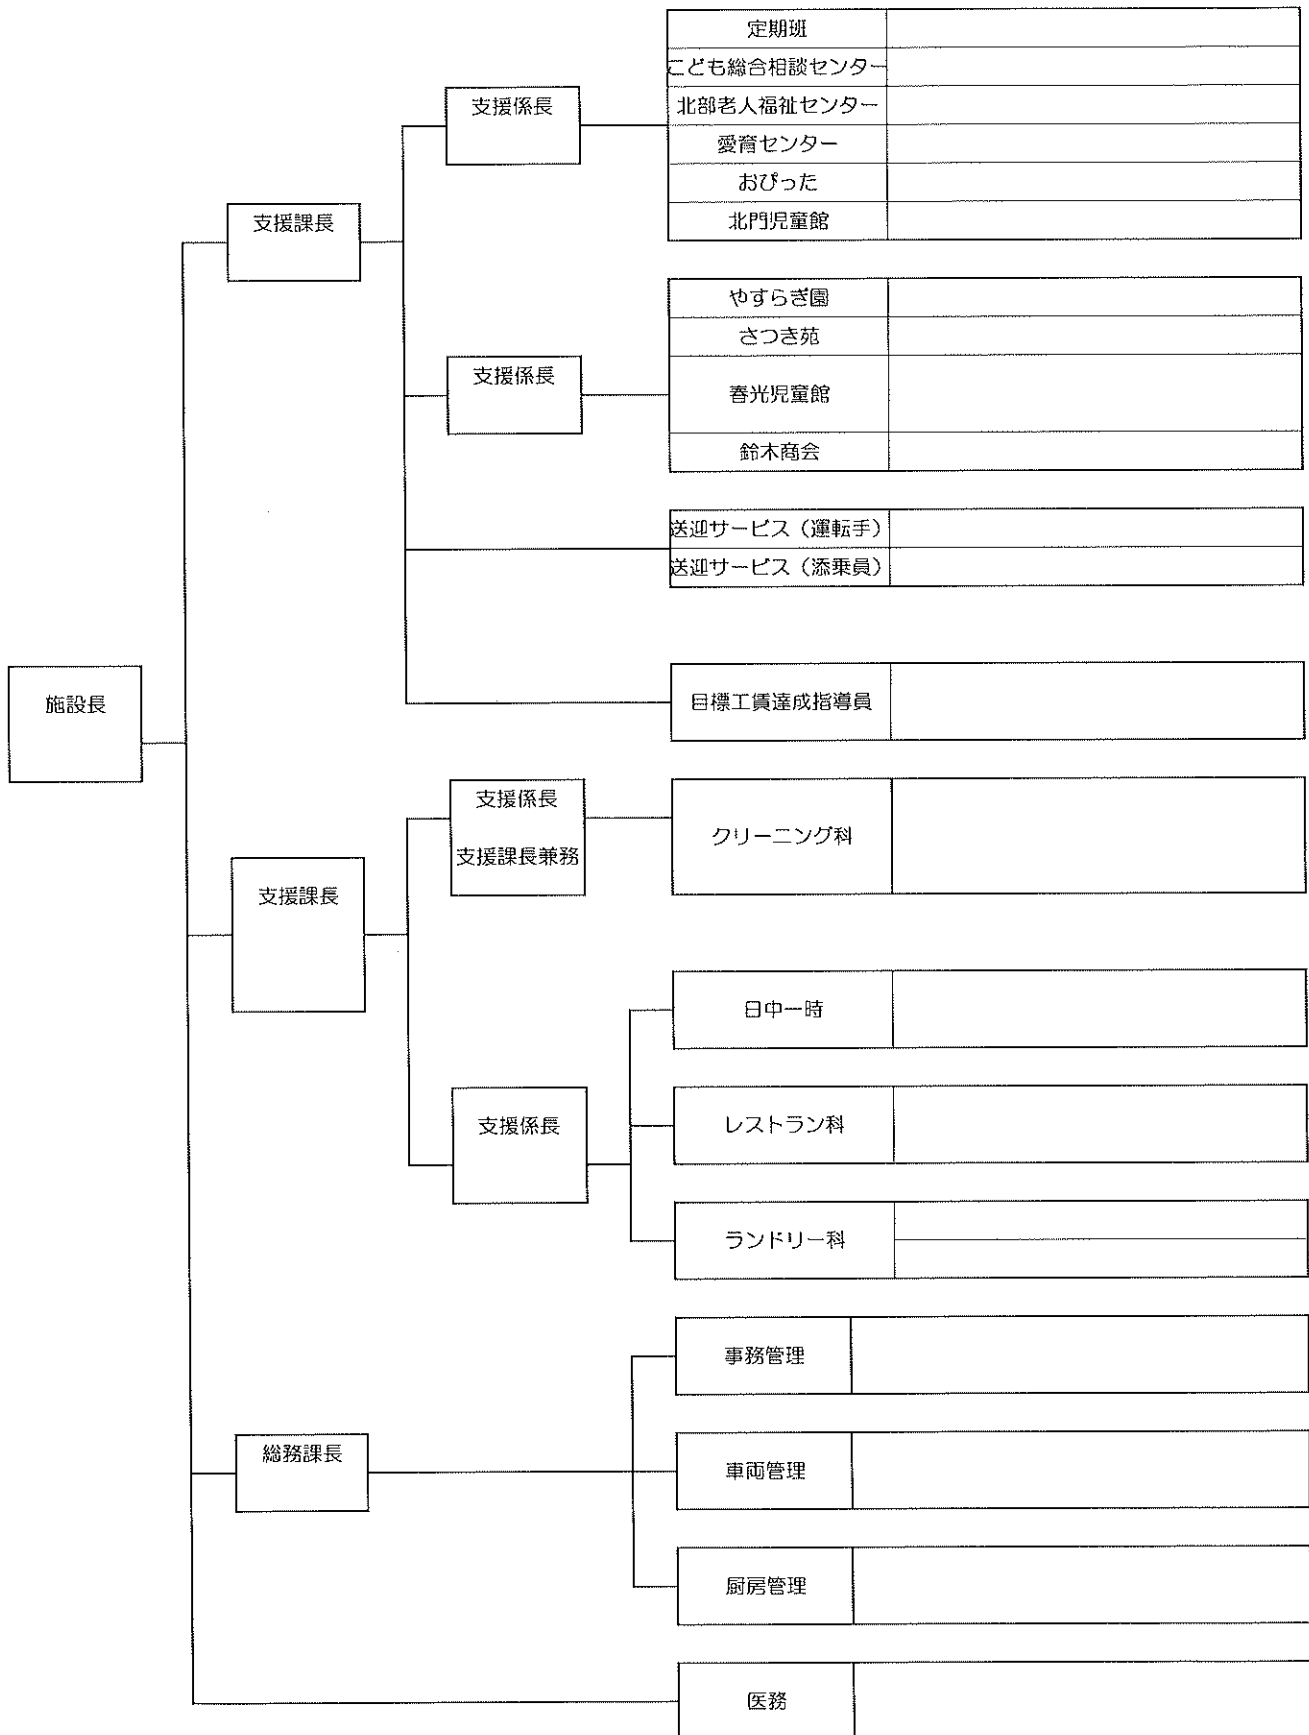 施設長
支援課長
支援係長
定期班
こども総合相談センター
北部老人福祉センター
愛育センター
おぴった
北門児童館
支援係長
やすらぎ園
さつき苑
春光児童館
鈴木商会
送迎サービス（運転手）
送迎サービス（添乗員）
目標工賃達成指導員
支援課長
支援係長
支援課長兼務
クリーニング科
支援係長
日中一時
レストラン科
ランドリー科
総務課長
事務管理
車両管理
厨房管理
医務